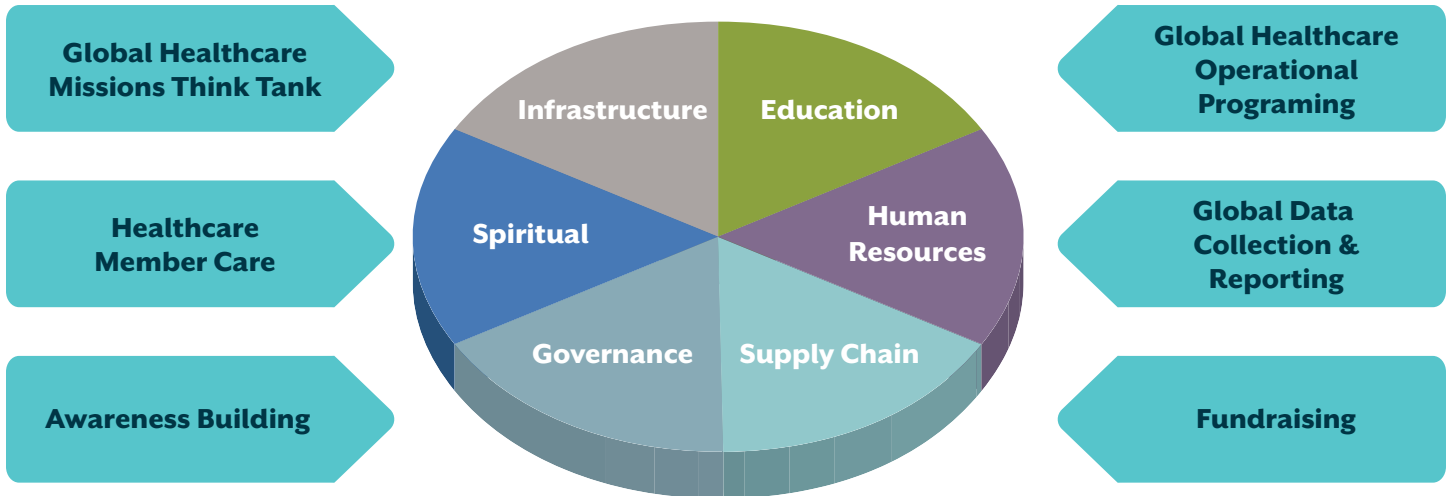 Global Healthcare
Missions Think Tank
Healthcare
Member Care
Awareness Building
Infrastructure
Education
Spiritual
Human
Resources
Governance
Supply Chain
Global Healthcare
Operational
Programing
Global Data
Collection &
Reporting
Fundraising